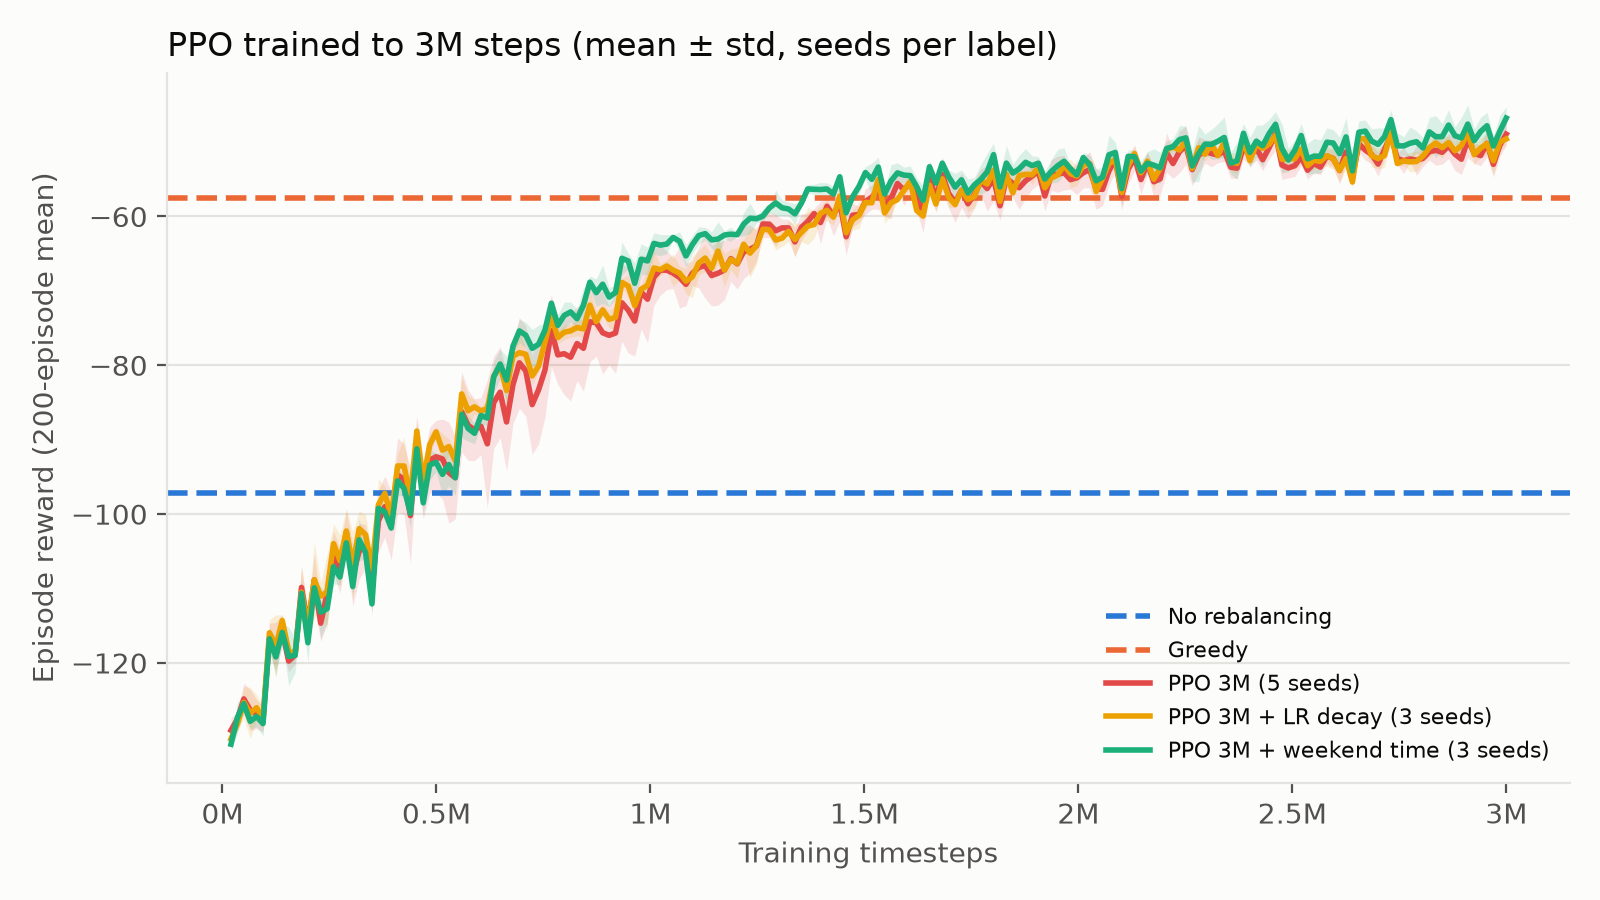 PPO trained to 3M steps (mean ± std, seeds per label)
Episode reward (200-episode mean)
−60
−80
−100
−120
No rebalancing
Greedy
PPO 3M (5 seeds)
PPO 3M + LR decay (3 seeds)
PPO 3M + weekend time (3 seeds)
0M
0.5M
1M
1.5M
2M
2.5M
3M
Training timesteps